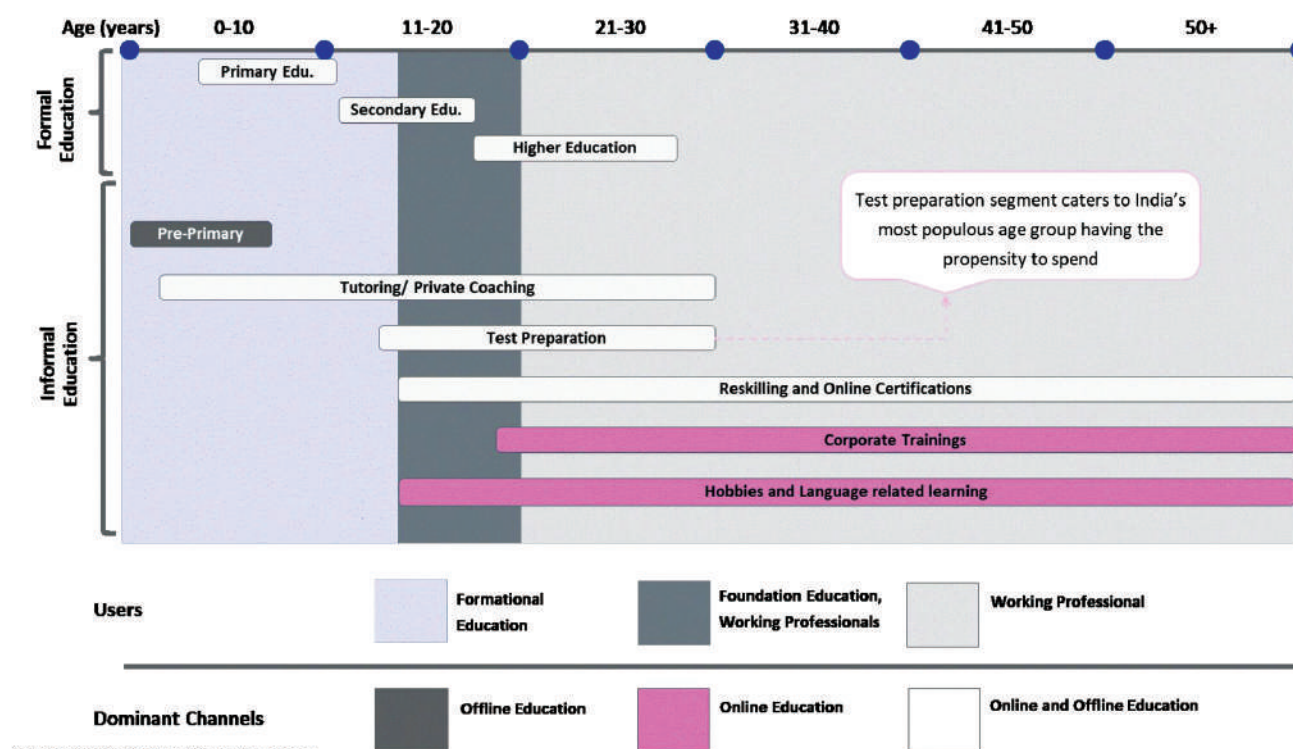 Age (years) 0-10 11-20 21-30 31-40 41-50 50+
Formal
Education
Primary Edu.
Secondary Edu.
Higher Education
Informal
Education
Pre-Primary
Test preparation segment caters to India's
most populous age group having the
propensity to spend
Tutoring/ Private Coaching
Test Preparation
Reskilling and Online Certifications
Corporate Trainings
Hobbies and Language related learning
Users
Formational
Education
Foundation Education,
Working Professionals
Working Professional
Dominant Channels
Offline Education
Online Education
Online and Offline Education